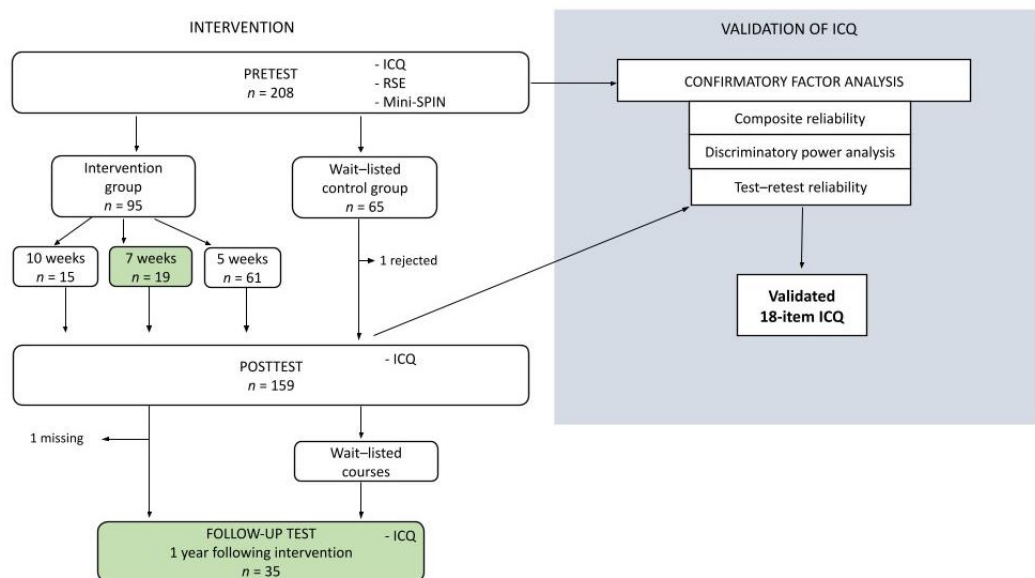 INTERVENTION
PRETEST
n = 208
- ICQ
- RSE
- Mini-SPIN
Intervention
group
n = 95
Wait–listed
control group
n = 65
10 weeks
n = 15
7 weeks
n = 19
5 weeks
n = 61
1 rejected
POSTTEST
n = 159
- ICQ
1 missing
Wait–listed
courses
FOLLOW-UP TEST
1 year following intervention
n = 35
- ICQ
VALIDATION OF ICQ
CONFIRMATORY FACTOR ANALYSIS
Composite reliability
Discriminatory power analysis
Test–retest reliability
Validated
18-item ICQ